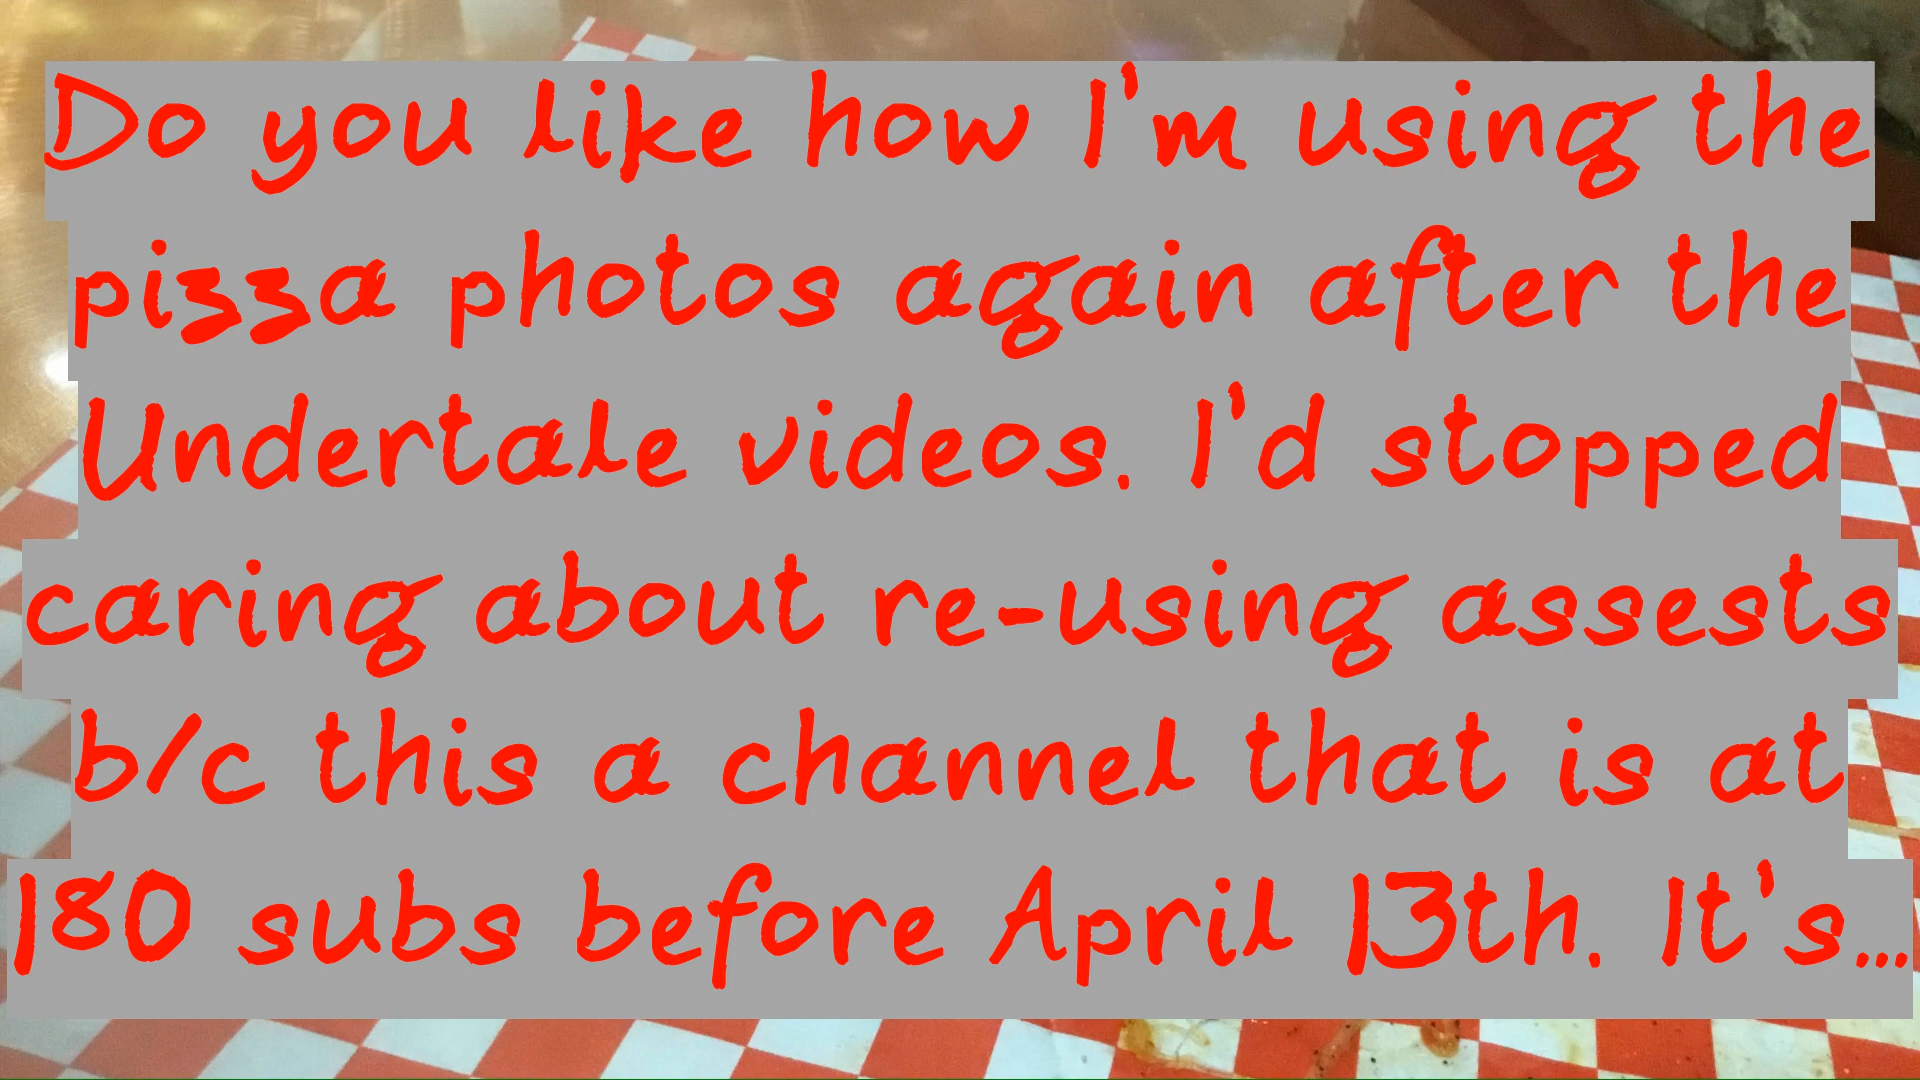 Do you like how I'm using the
pizza photos again after the
Undertale videos. I'd stopped
caring about re-using assests
b/c this a channel that is at
180 subs before April 13th. It's...